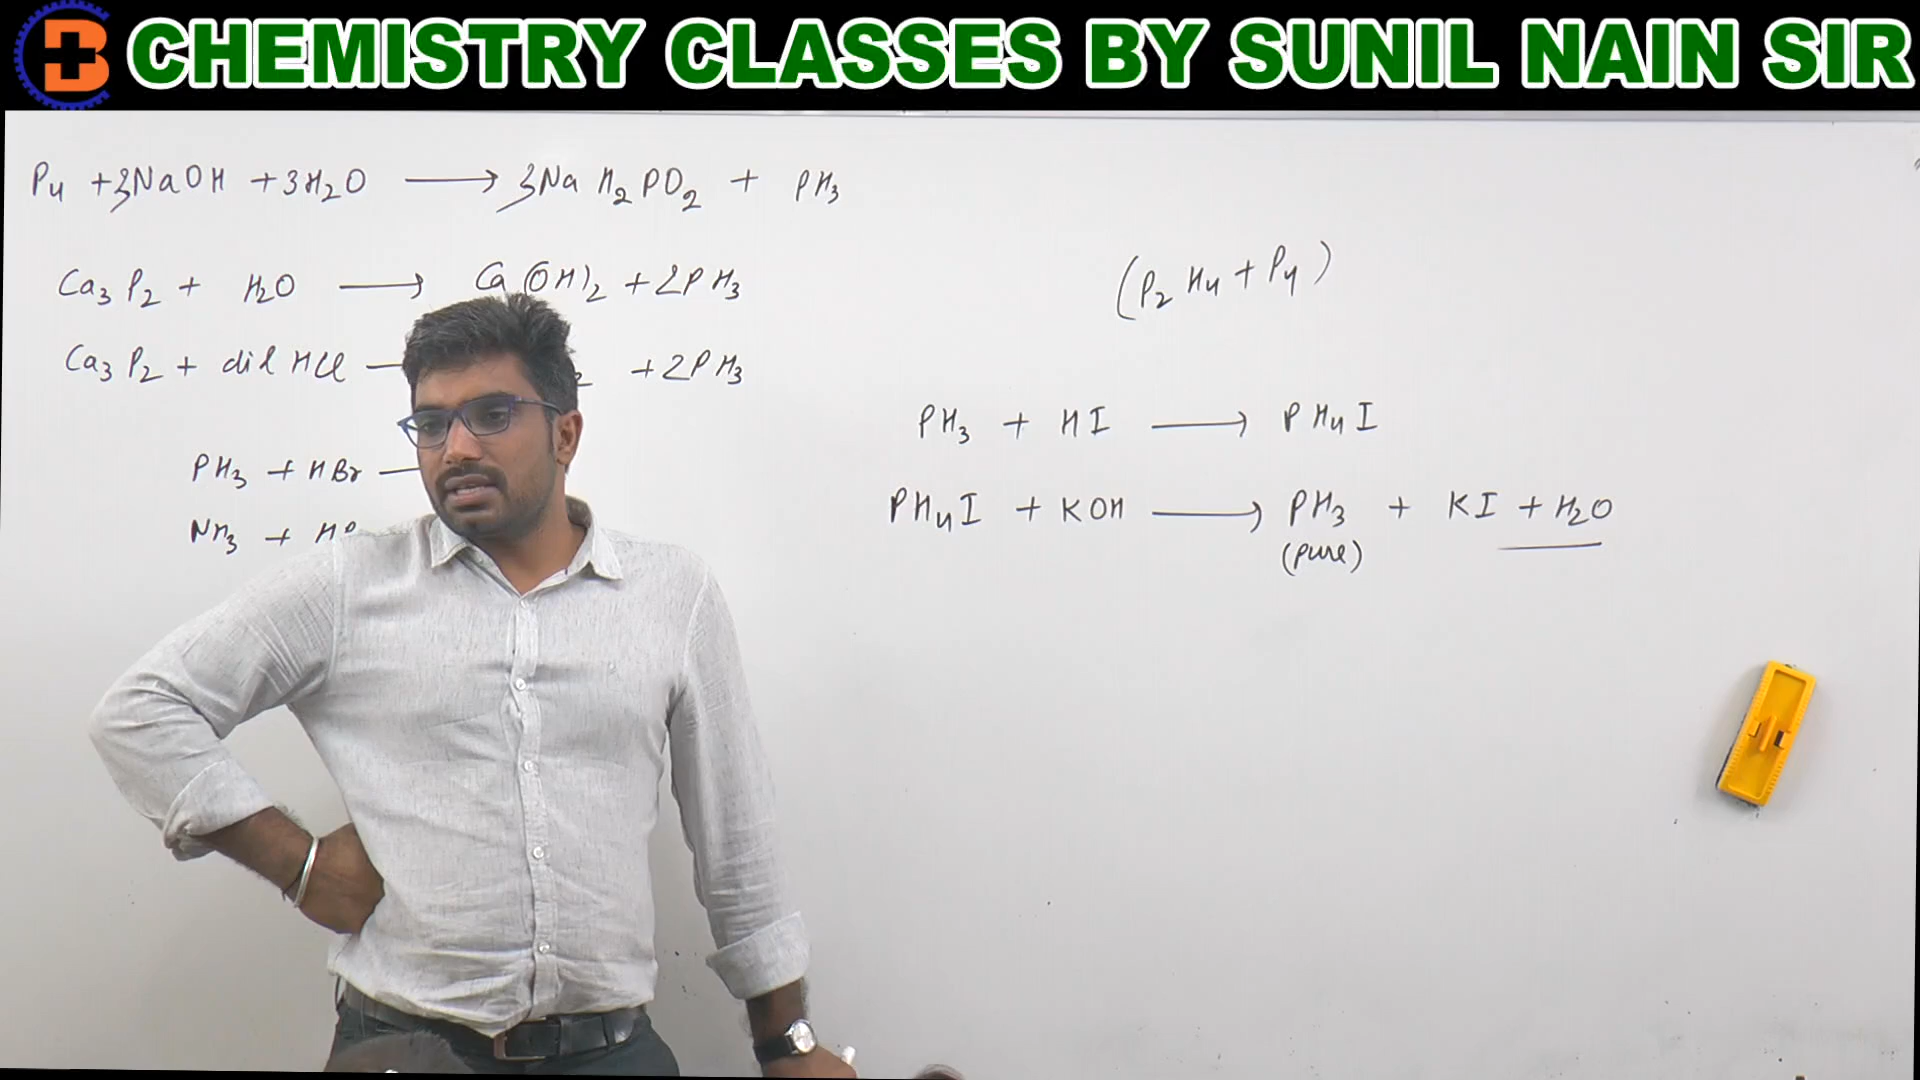 CHEMISTRY CLASSES BY SUNIL NAIN SIR
P4 + 3NaOH + 3H2O ⟶ 3NaH2PO2 + PH3
Ca3P2 + H2O ⟶ Ca(OH)2 + 2PH3
Ca3P2 + dil HCl — 2 + 2PH3
PH3 + HBr —
NH3 +
(P2H4 + P4)
PH3 + HI ⟶ PH4I
PH4I + KOH ⟶ PH3 + KI + H2O
(pure)